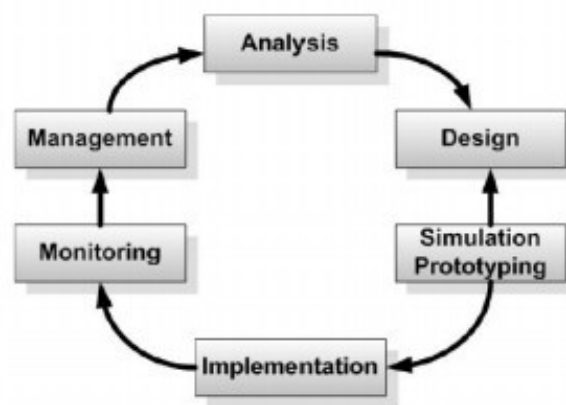 Analysis
Management
Design
Monitoring
Simulation
Prototyping
Implementation